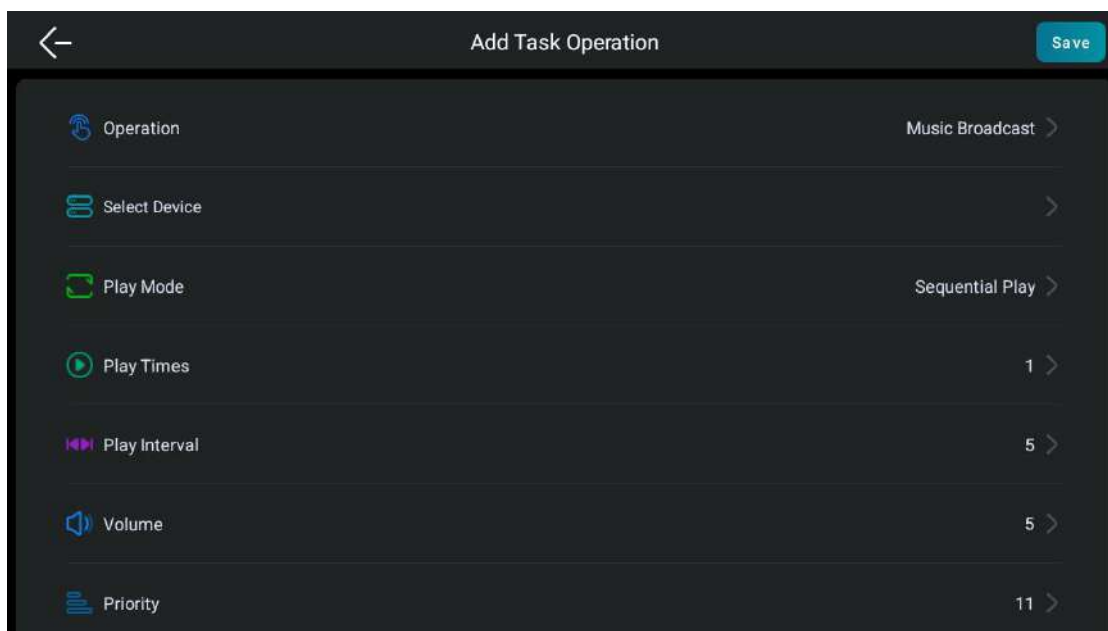 Add Task Operation
Save
Operation
Music Broadcast
Select Device
Play Mode
Sequential Play
Play Times
1
Play Interval
5
Volume
5
Priority
11